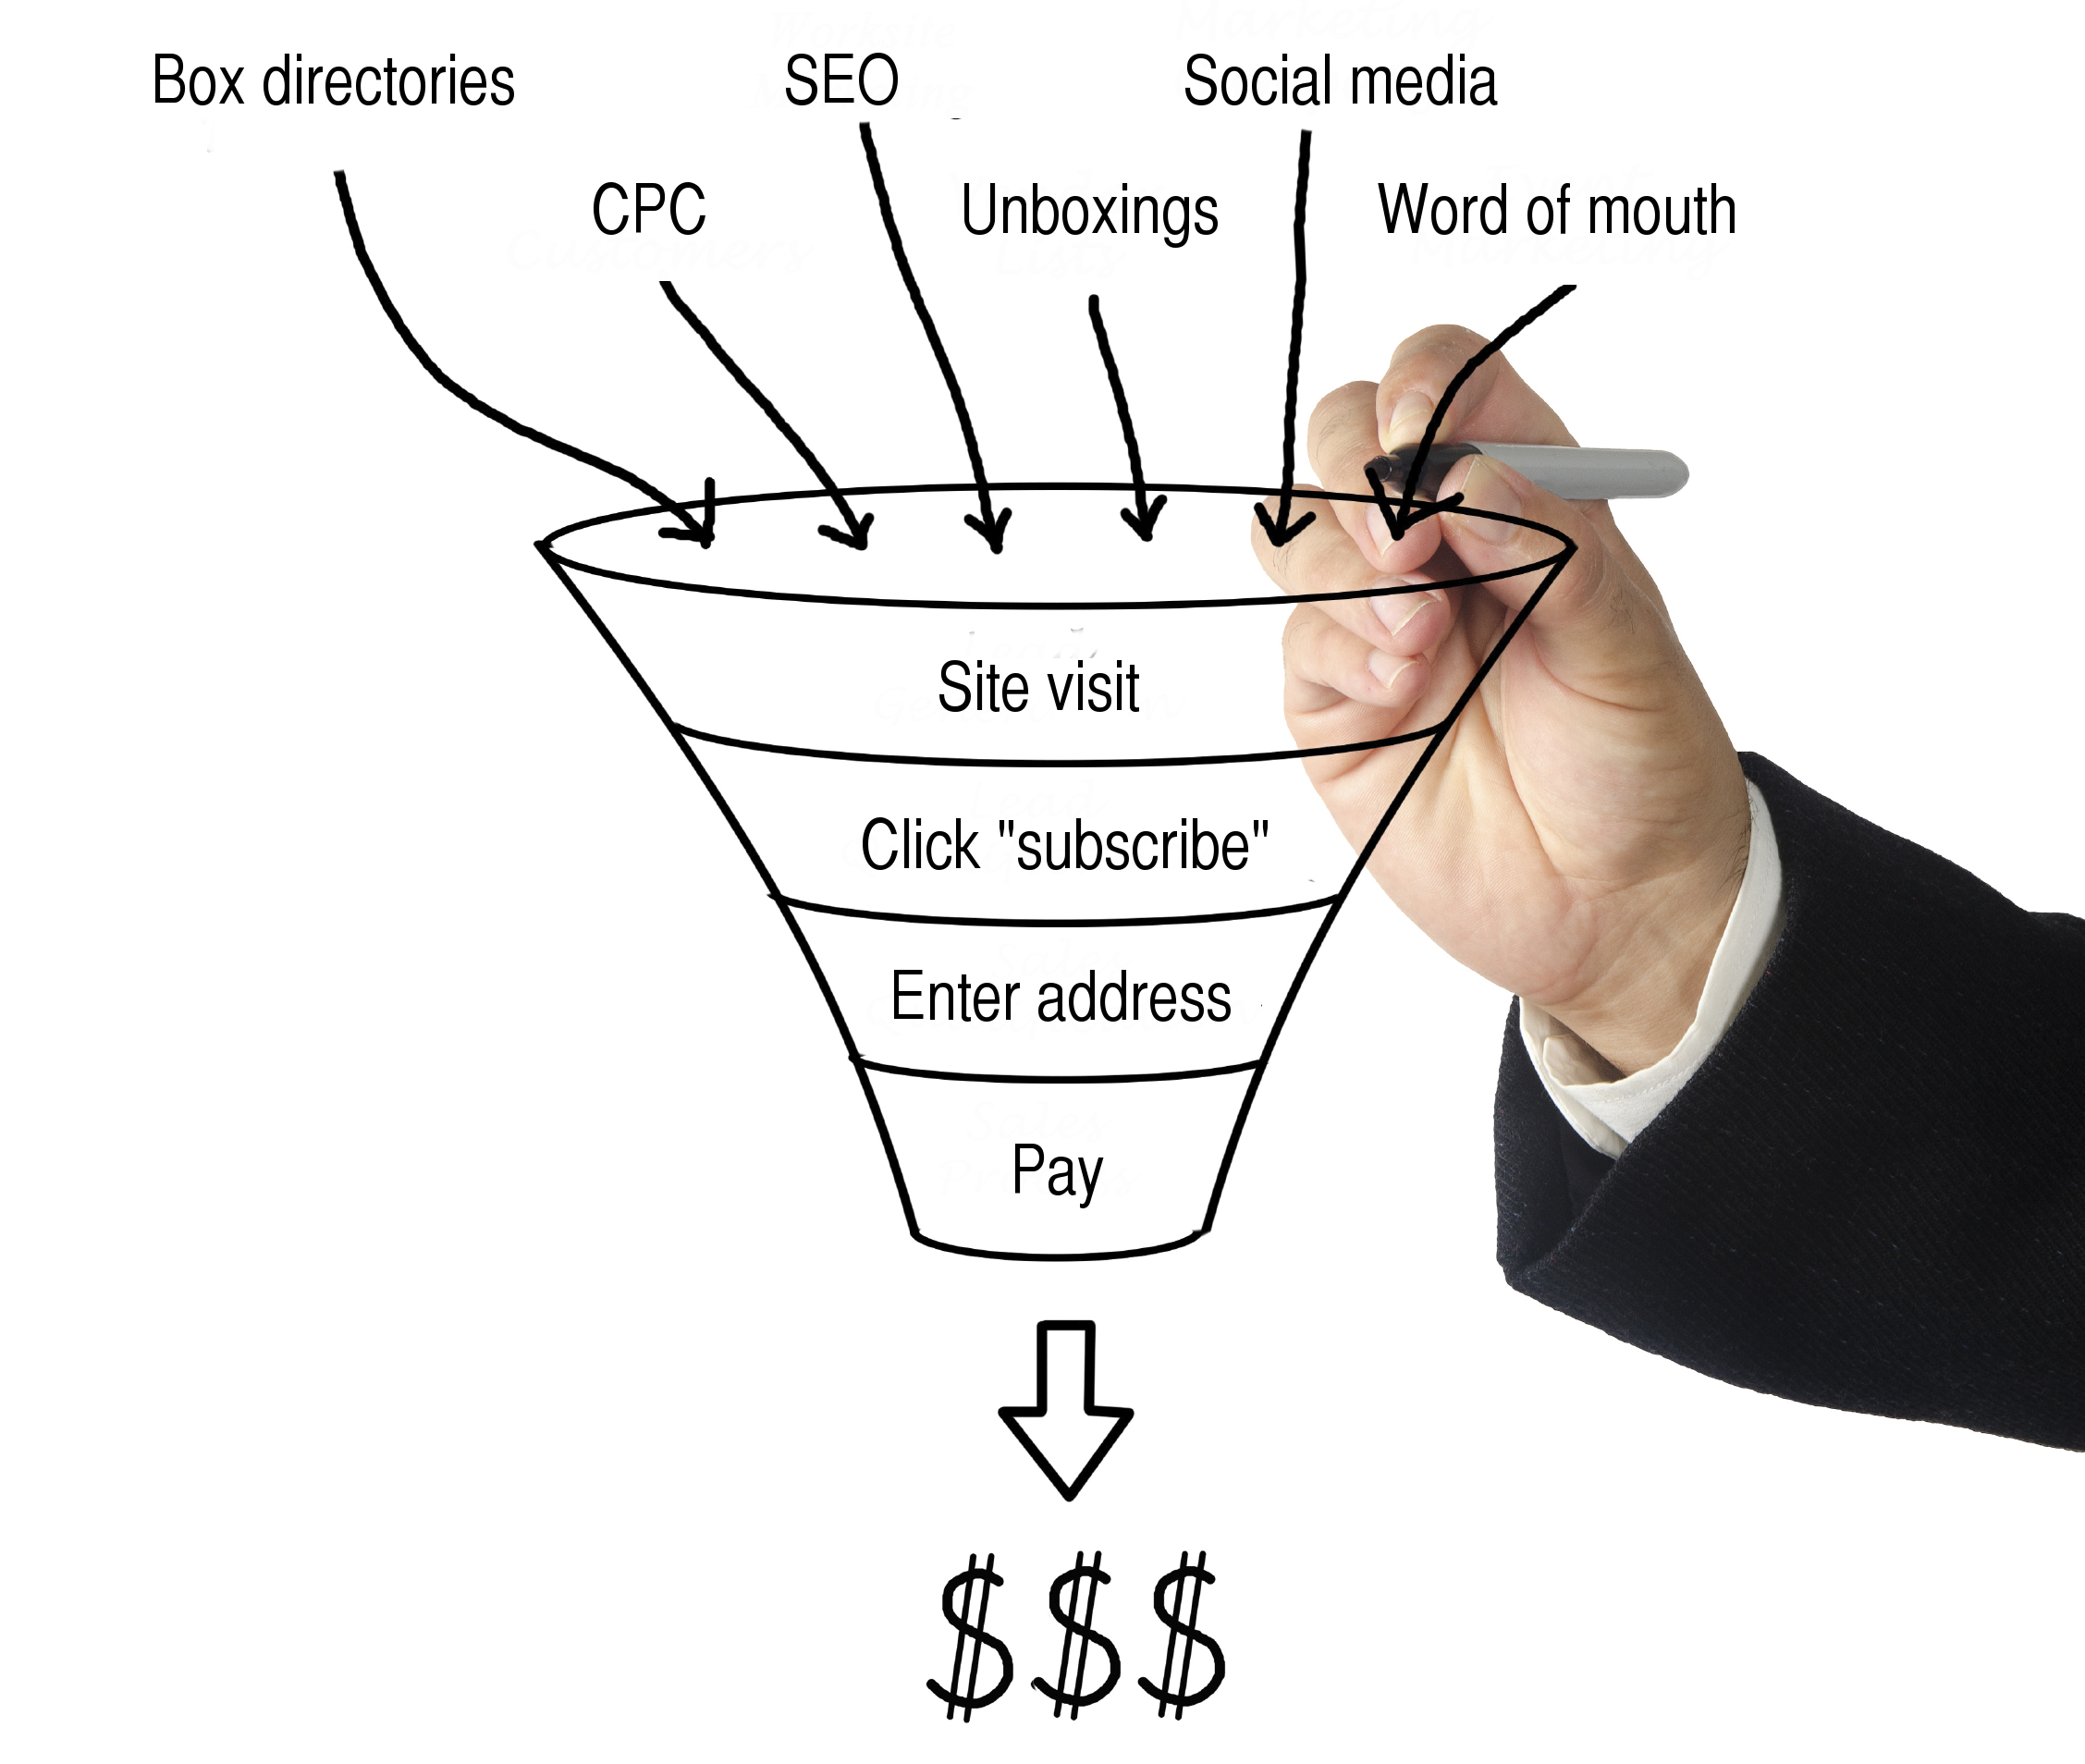 Box directories
SEO
Social media
CPC
Unboxings
Word of mouth
Site visit
Click "subscribe"
Enter address
Pay
$ $ $